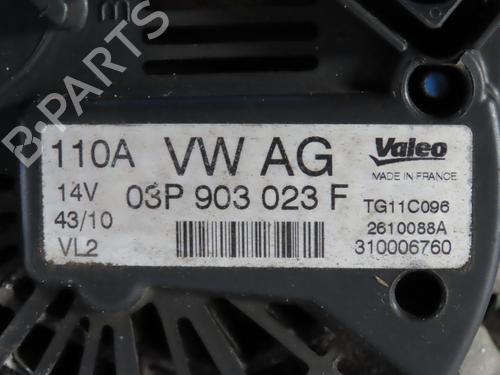 B-PARTS
110A VW AG Valeo
MADE IN FRANCE
14V 03P 903 023 F TG11C096
43/10 2610088A
VL2 310006760